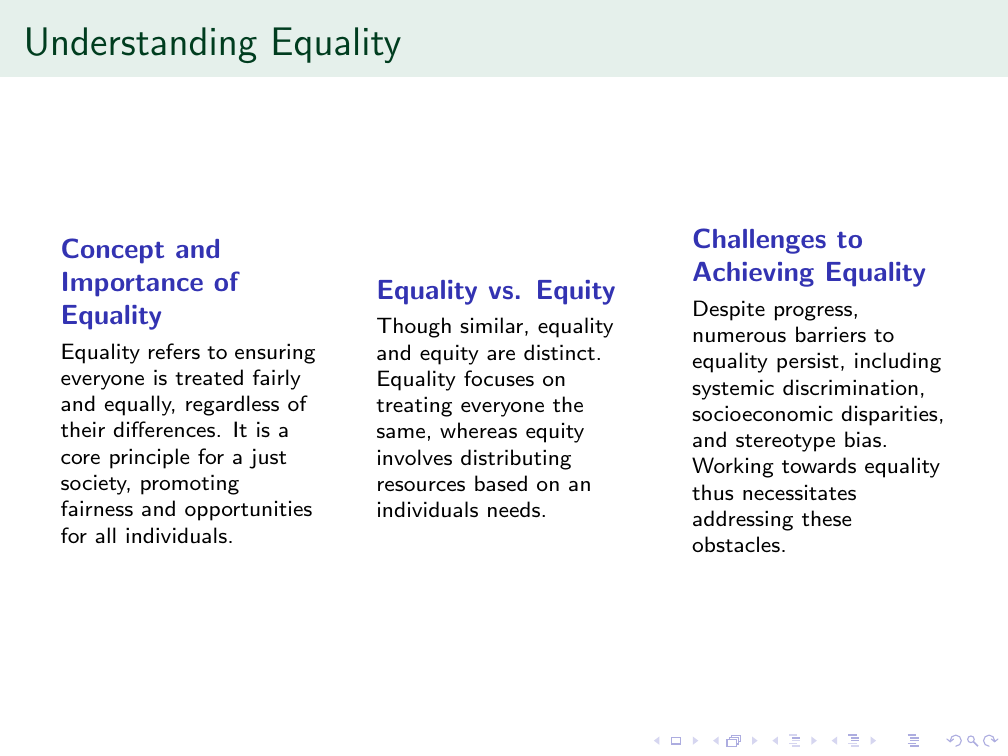 Understanding Equality
Concept and
Importance of
Equality
Equality refers to ensuring
everyone is treated fairly
and equally, regardless of
their differences. It is a
core principle for a just
society, promoting
fairness and opportunities
for all individuals.
Equality vs. Equity
Though similar, equality
and equity are distinct.
Equality focuses on
treating everyone the
same, whereas equity
involves distributing
resources based on an
individuals needs.
Challenges to
Achieving Equality
Despite progress,
numerous barriers to
equality persist, including
systemic discrimination,
socioeconomic disparities,
and stereotype bias.
Working towards equality
thus necessitates
addressing these
obstacles.